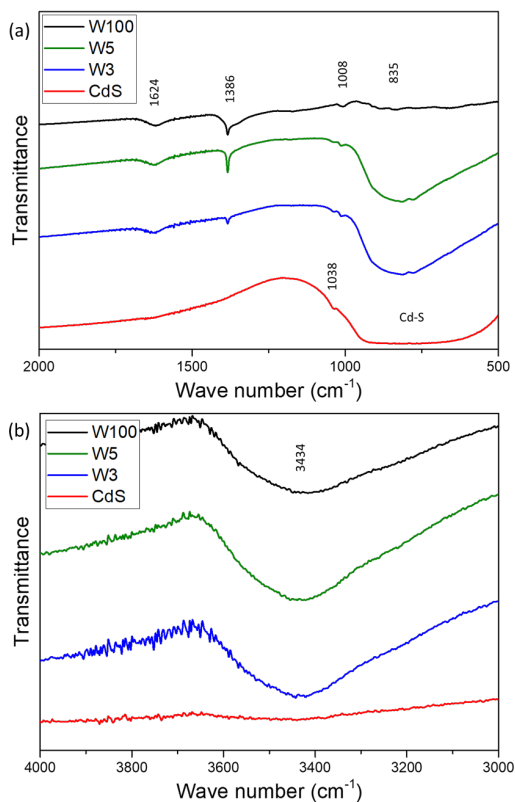 (a)
W100
W5
W3
CdS
1624
1386
1008
835
1038
Cd-S
Transmittance
2000
1500
1000
500
Wave number (cm⁻¹)
(b)
W100
W5
W3
CdS
3434
Transmittance
4000
3800
3600
3400
3200
3000
Wave number (cm⁻¹)